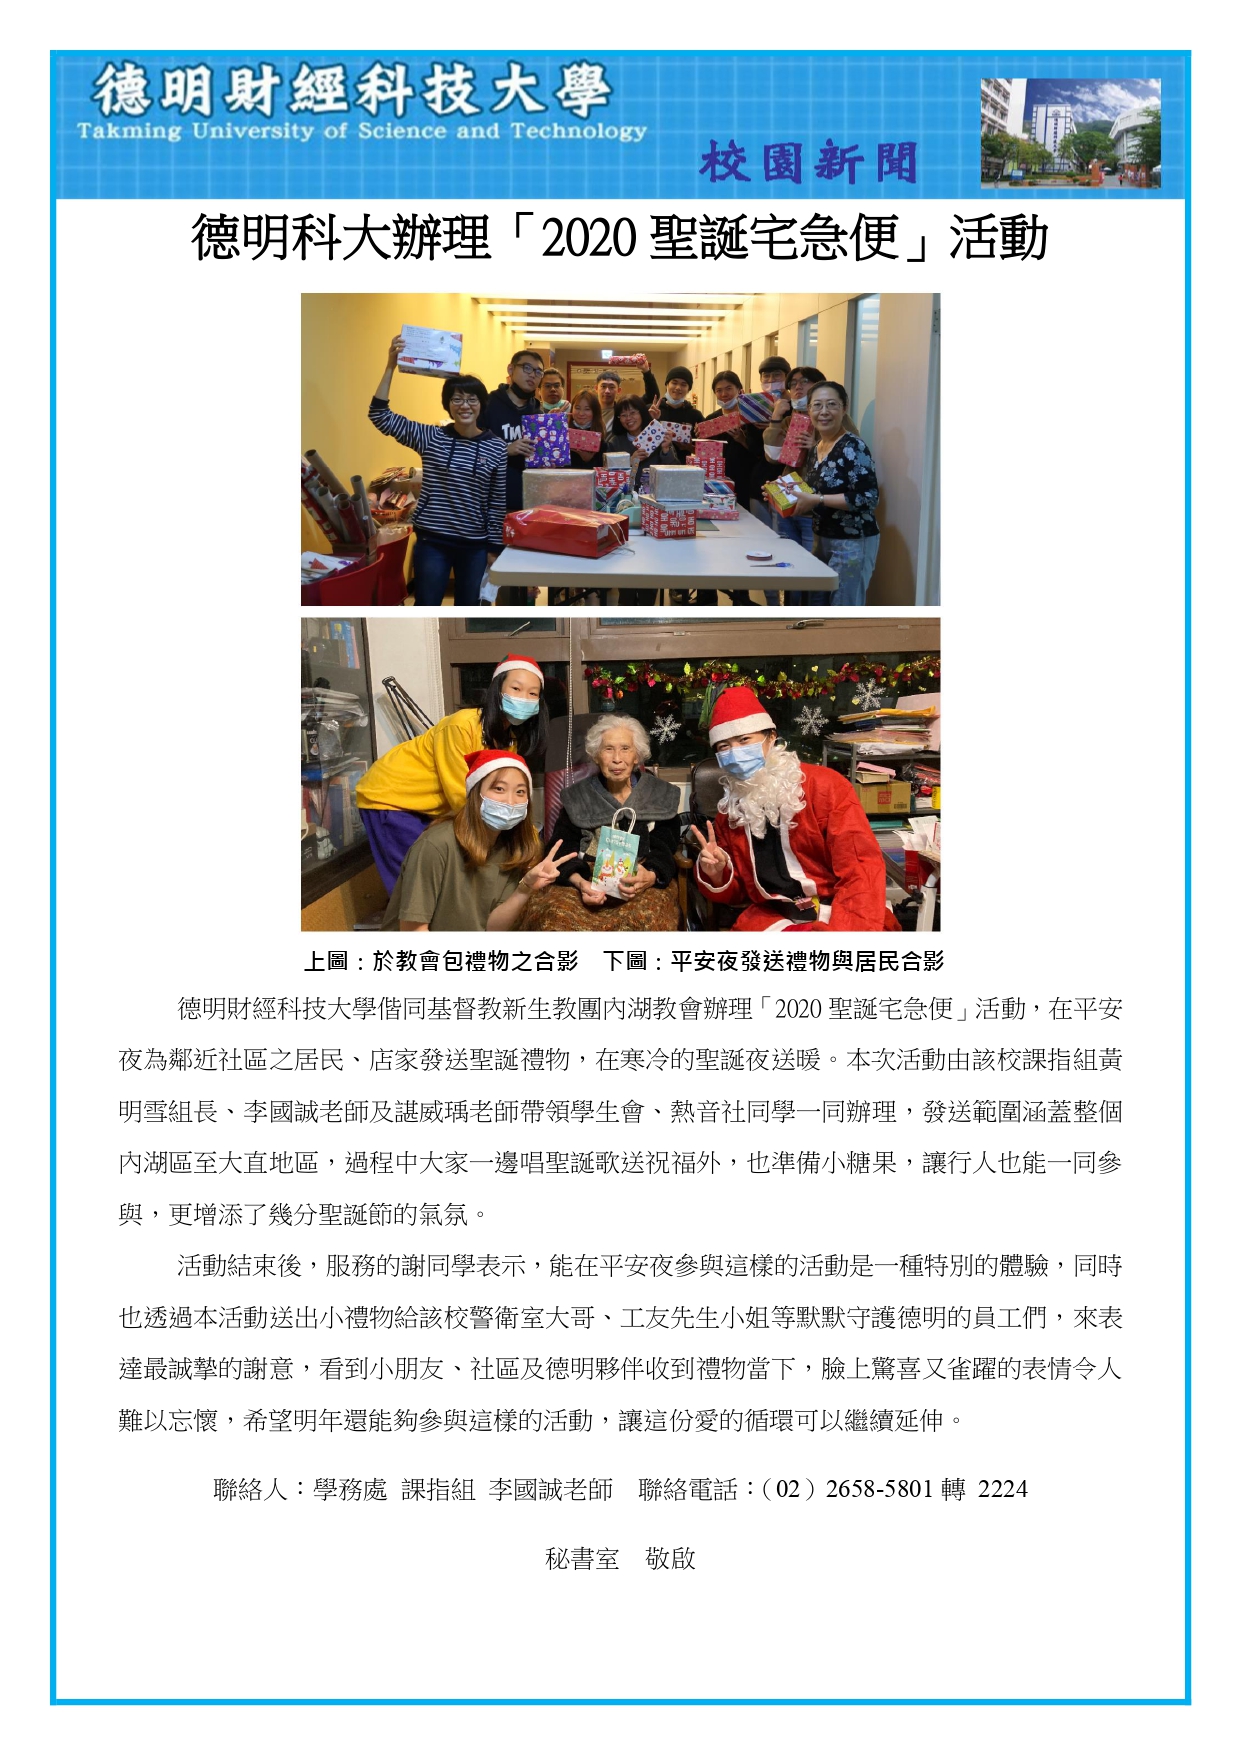 德明財經科技大學
Takming University of Science and Technology
校園新聞
德明科大辦理「2020 聖誕宅急便」活動
上圖：於教會包禮物之合影　下圖：平安夜發送禮物與居民合影
德明財經科技大學偕同基督教新生教團內湖教會辦理「2020 聖誕宅急便」活動，在平安
夜為鄰近社區之居民、店家發送聖誕禮物，在寒冷的聖誕夜送暖。本次活動由該校課指組黃
明雪組長、李國誠老師及諶威瑀老師帶領學生會、熱音社同學一同辦理，發送範圍涵蓋整個
內湖區至大直地區，過程中大家一邊唱聖誕歌送祝福外，也準備小糖果，讓行人也能一同參
與，更增添了幾分聖誕節的氣氛。
活動結束後，服務的謝同學表示，能在平安夜參與這樣的活動是一種特別的體驗，同時
也透過本活動送出小禮物給該校警衛室大哥、工友先生小姐等默默守護德明的員工們，來表
達最誠摯的謝意，看到小朋友、社區及德明夥伴收到禮物當下，臉上驚喜又雀躍的表情令人
難以忘懷，希望明年還能夠參與這樣的活動，讓這份愛的循環可以繼續延伸。
聯絡人：學務處 課指組 李國誠老師　聯絡電話：（02）2658-5801 轉 2224
秘書室　敬啟